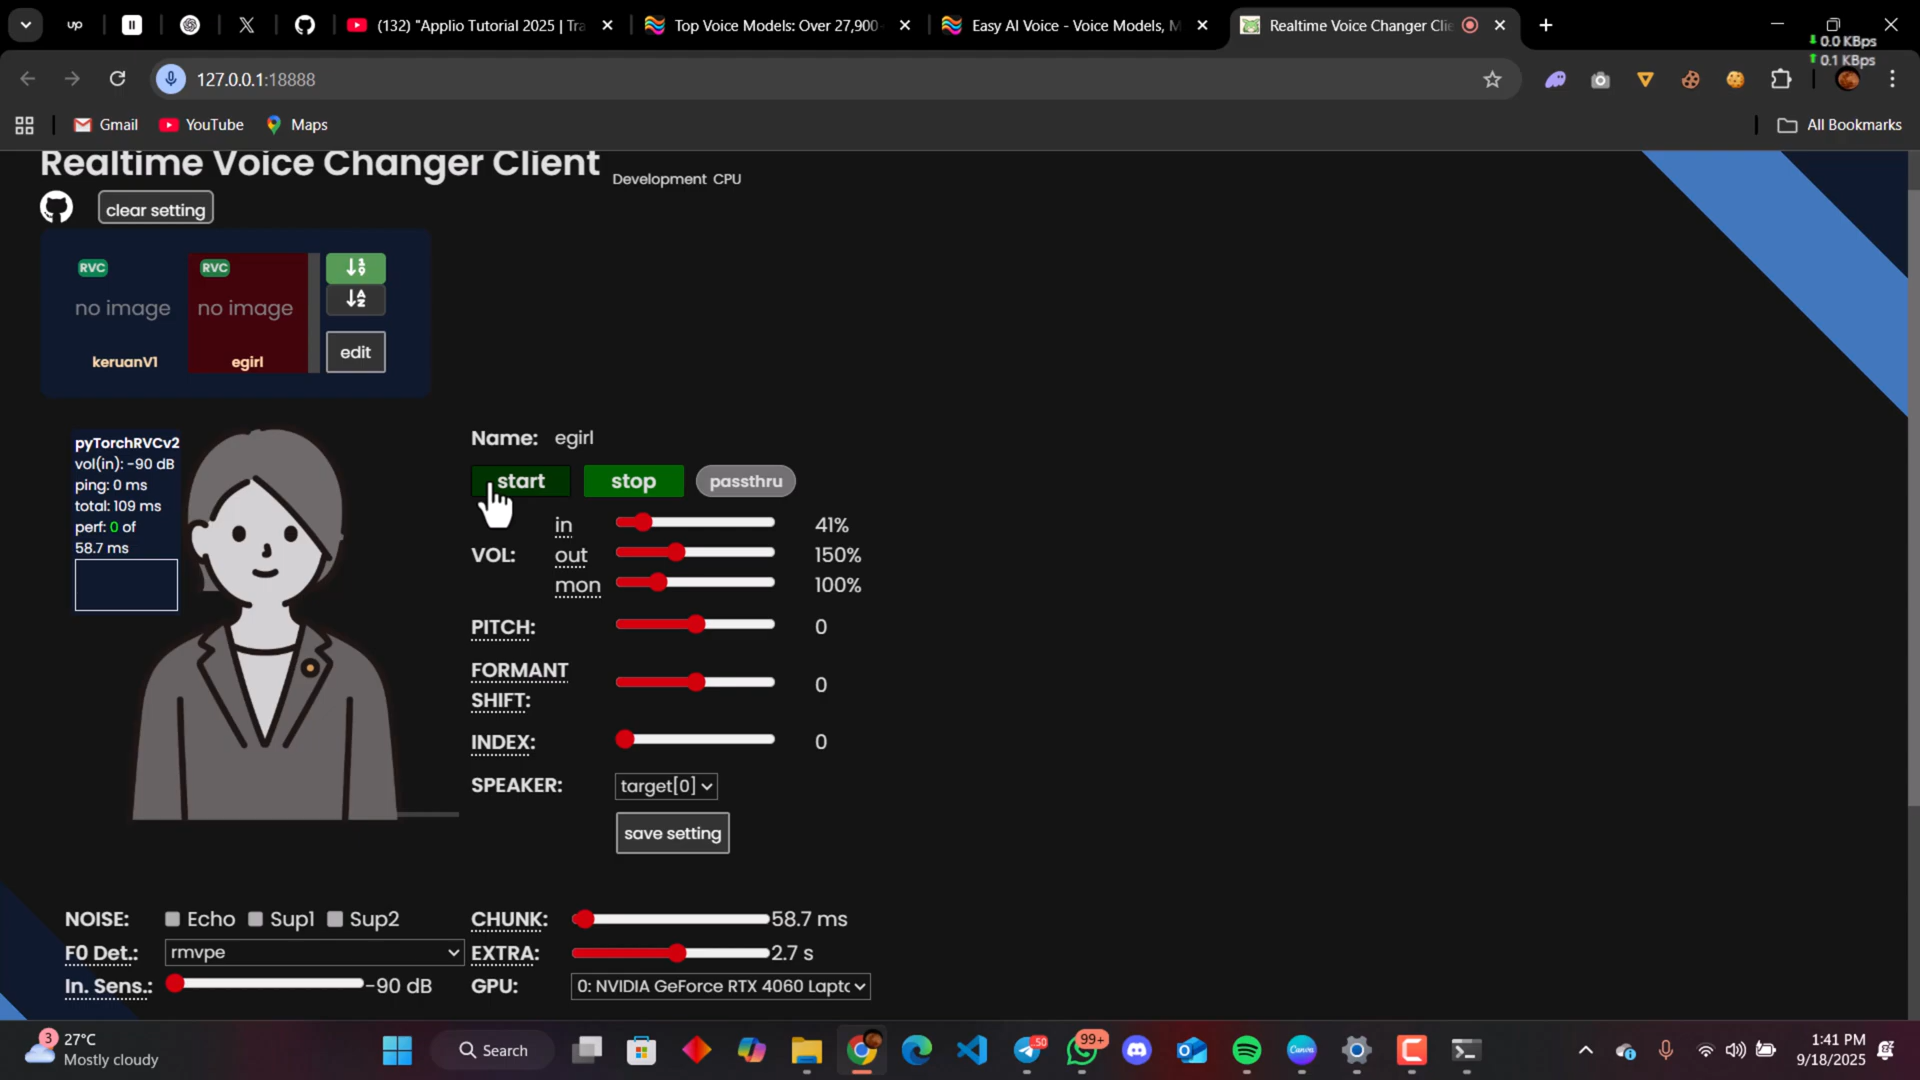 up
(132) "Applio Tutorial 2025 | Tra
Top Voice Models: Over 27,900
Easy AI Voice - Voice Models, M
Realtime Voice Changer Clie
0.0 KBps
0.1 KBps
127.0.0.1:18888
Gmail
YouTube
Maps
All Bookmarks
Realtime Voice Changer Client
Development CPU
clear setting
RVC
RVC
no image
no image
keruanV1
egirl
edit
pyTorchRVCv2
vol(in): -90 dB
ping: 0 ms
total: 109 ms
perf: 0 of
58.7 ms
Name: egirl
start
stop
passthru
VOL:
in 41%
out 150%
mon 100%
PITCH: 0
FORMANT
SHIFT: 0
INDEX: 0
SPEAKER: target[0]
save setting
NOISE: Echo Sup1 Sup2
F0 Det.: rmvpe
In. Sens.: -90 dB
CHUNK: 58.7 ms
EXTRA: 2.7 s
GPU: 0: NVIDIA GeForce RTX 4060 Laptc
3
27°C
Mostly cloudy
Search
50
99+
Canva
1:41 PM
9/18/2025